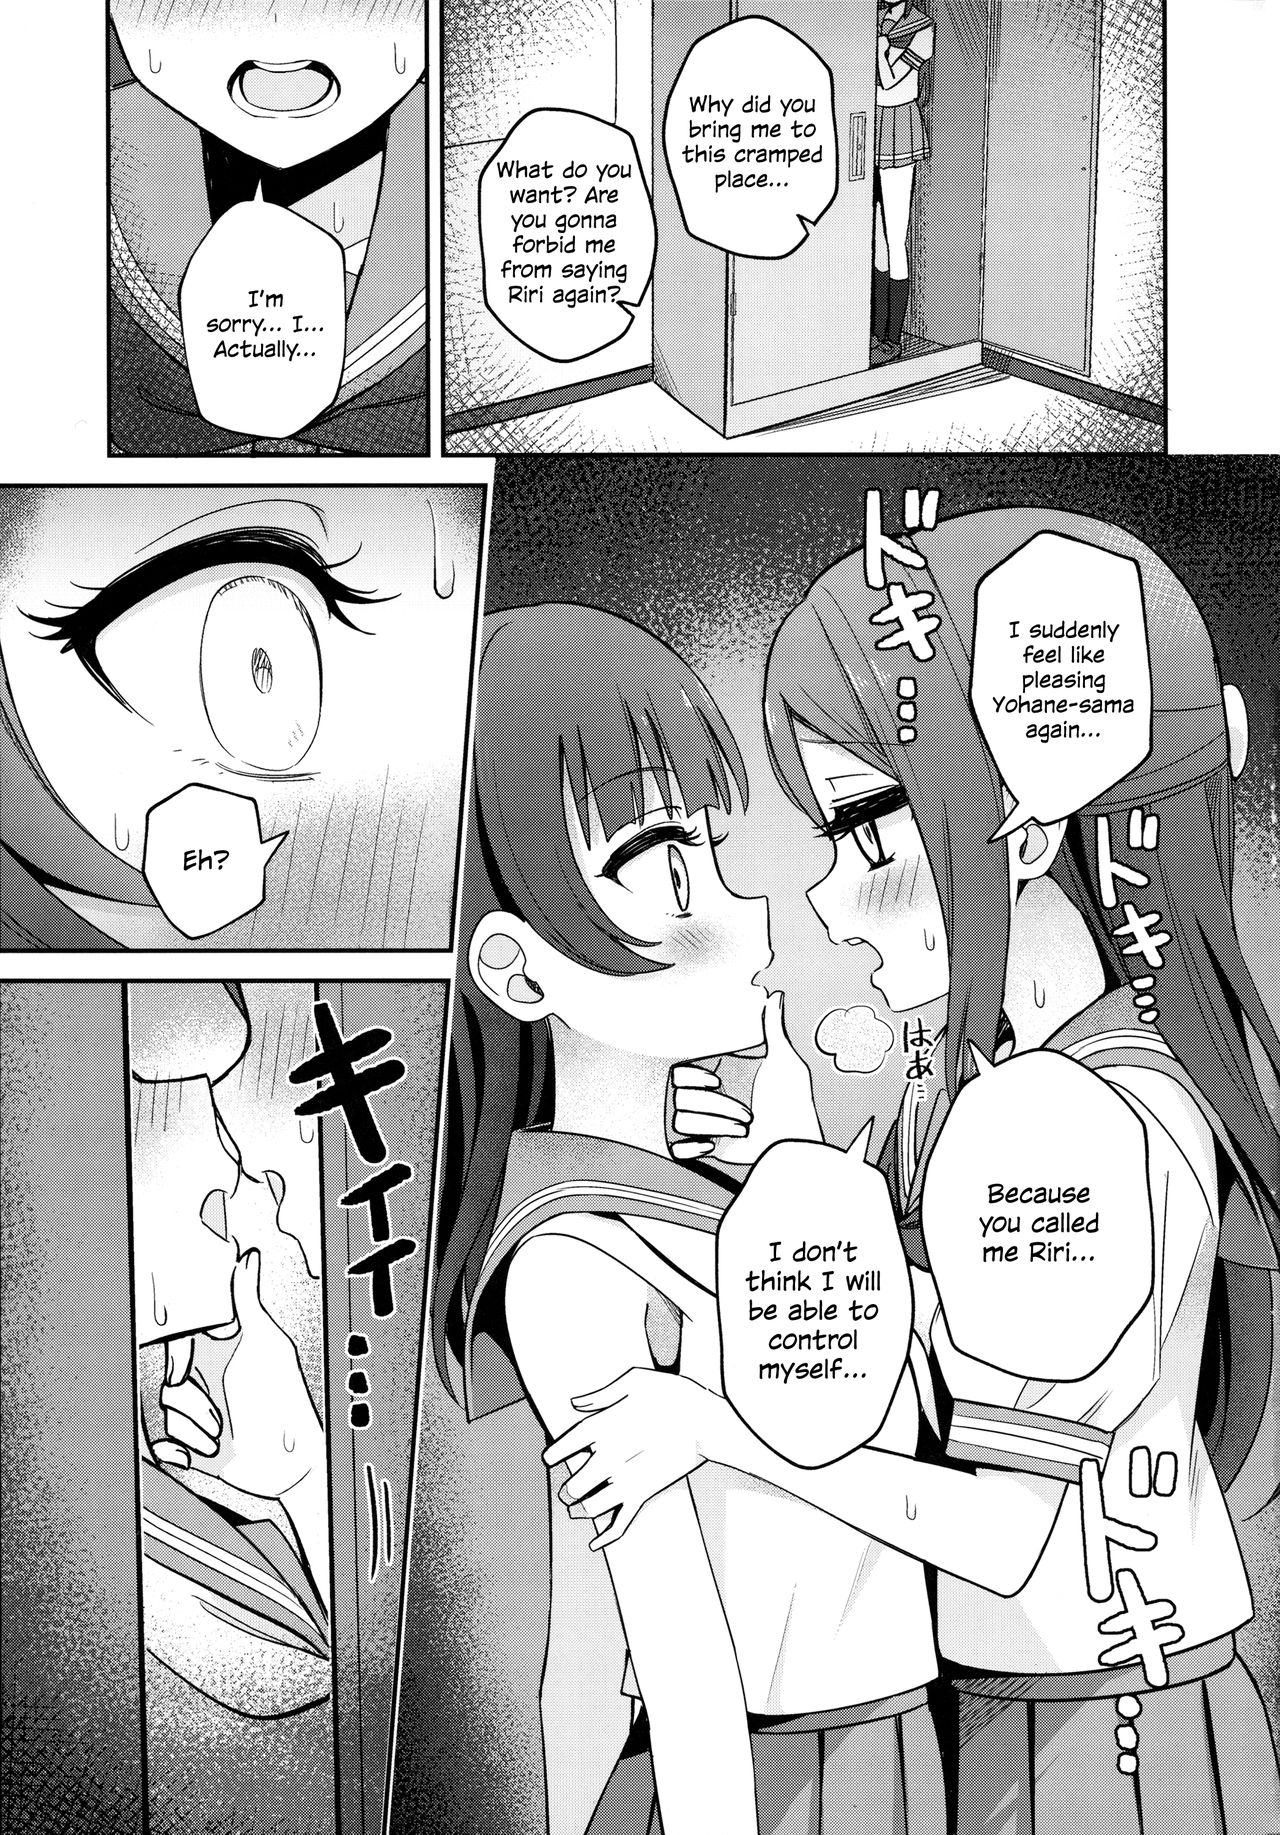 Why did you
bring me to
this cramped
place...
What do you
want? Are
you gonna
forbid me
from saying
Riri again?
I'm
sorry... I...
Actually...
I suddenly
feel like
pleasing
Yohane-sama
again...
ドキ…
ドキ…
はぁ…
Because
you called
me Riri...
I don't
think I will
be able to
control
myself...
ドキ…
Eh?
キイイ…